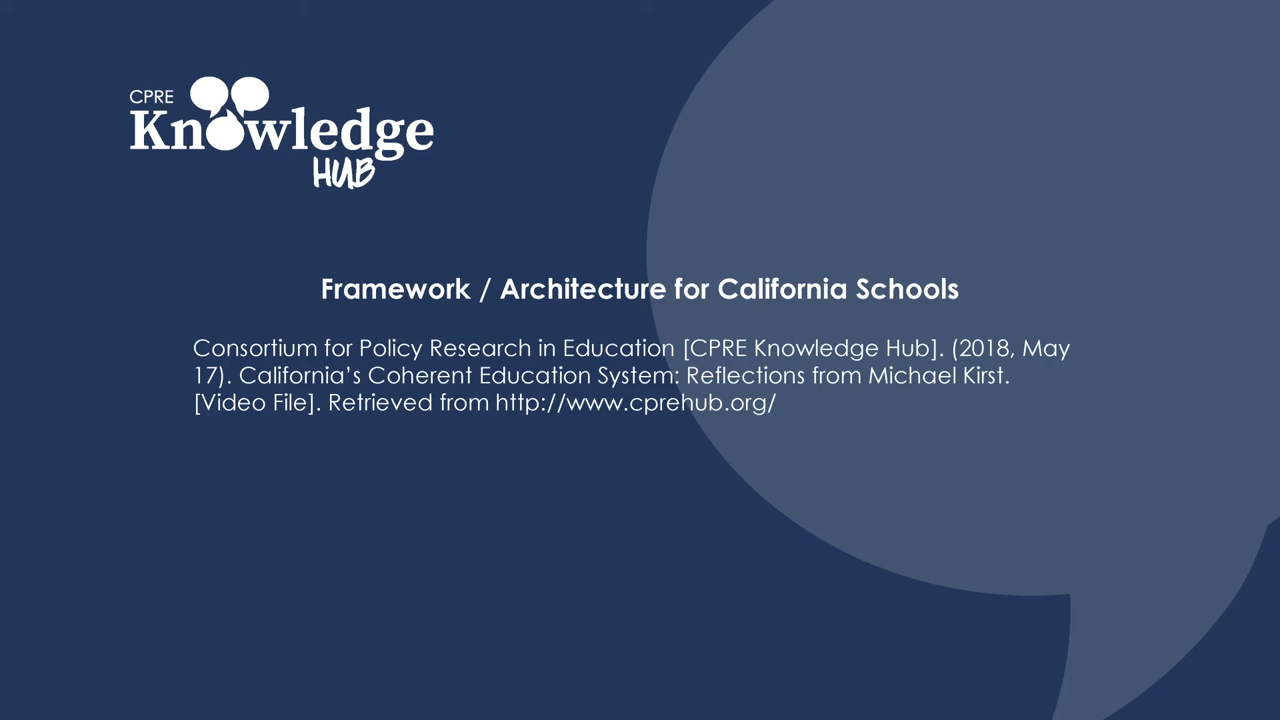 CPRE
Knowledge
HUB
Framework / Architecture for California Schools
Consortium for Policy Research in Education [CPRE Knowledge Hub]. (2018, May
17). California’s Coherent Education System: Reflections from Michael Kirst.
[Video File]. Retrieved from http://www.cprehub.org/